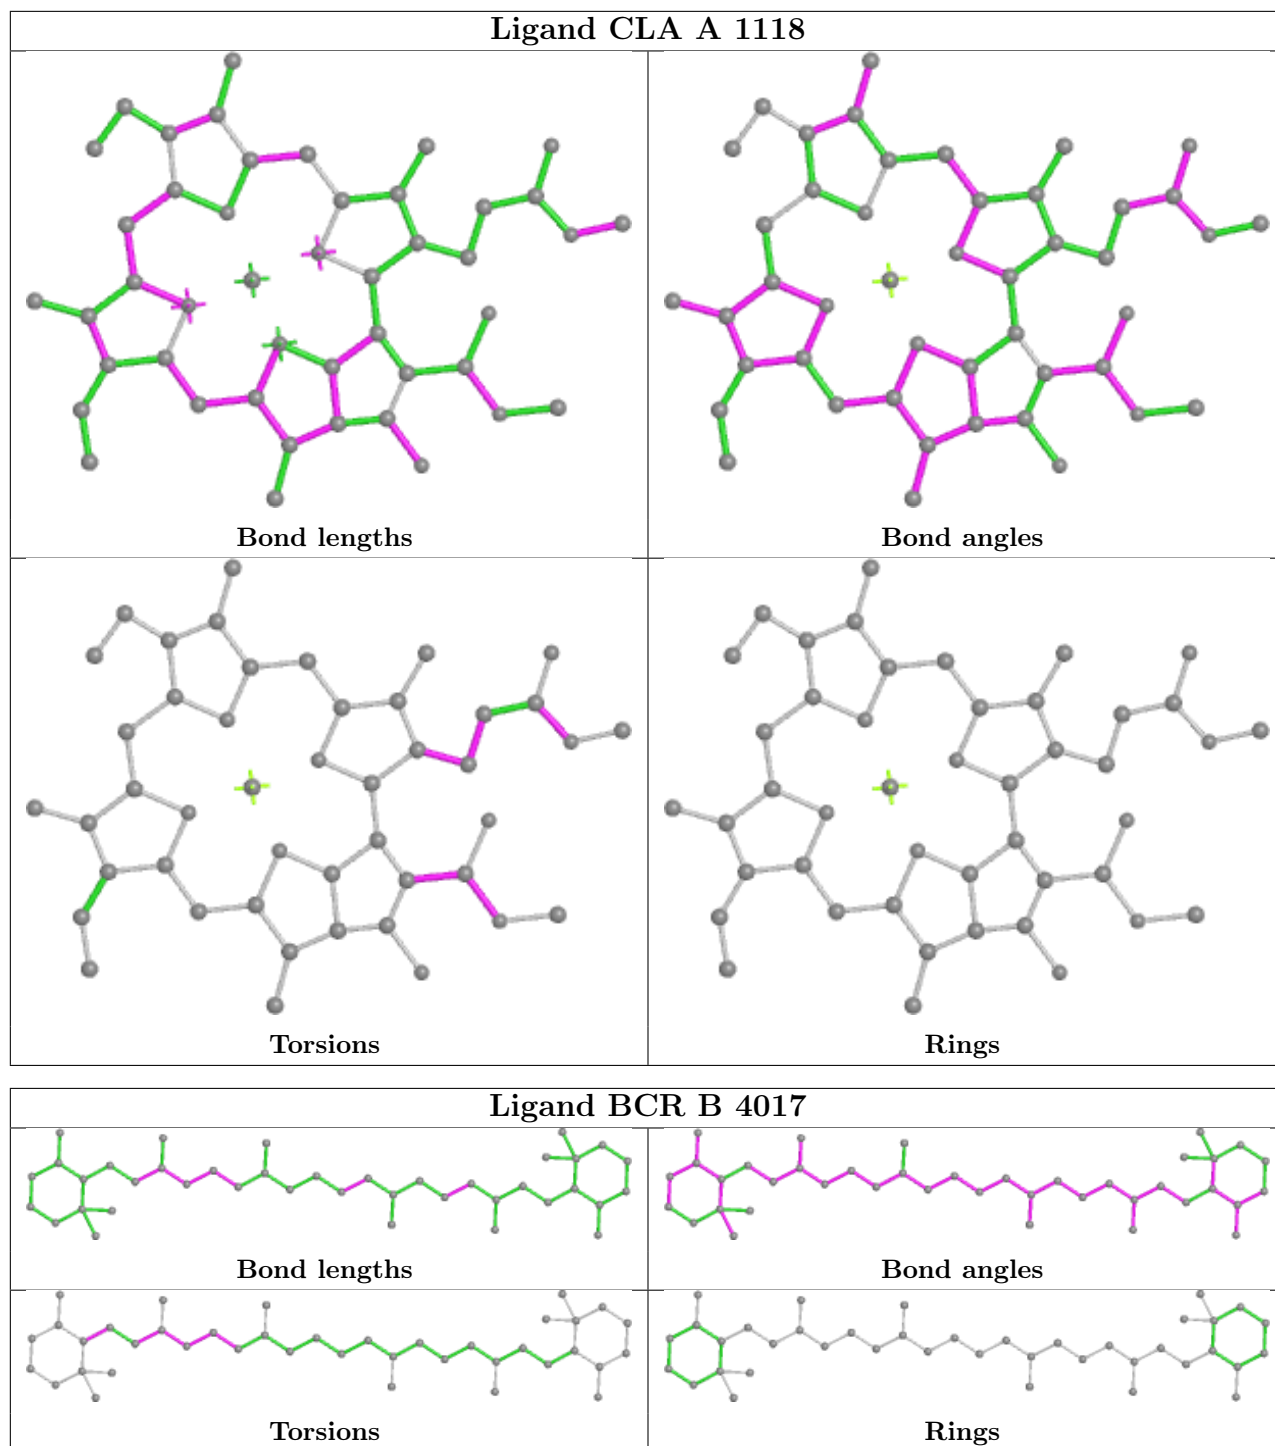 Ligand CLA A 1118
Bond lengths
Bond angles
Torsions
Rings
Ligand BCR B 4017
Bond lengths
Bond angles
Torsions
Rings